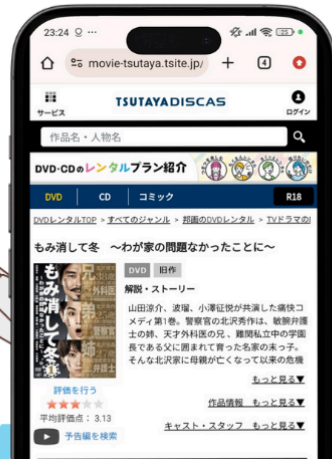 23:24
movie-tsutaya.tsite.jp/
4
サービス
TSUTAYA DISCAS
ログイン
作品名・人物名
DVD・CDのレンタルプラン紹介
DVD CD コミック R18
DVDレンタルTOP > すべてのジャンル > 邦画のDVDレンタル > TVドラマの
もみ消して冬 ～わが家の問題なかったことに～
もみ消して冬
兄 外科医
弟 警察
姉 弁護士
DVD 旧作
解説・ストーリー
山田涼介、波瑠、小澤征悦が共演した痛快コ
メディ第1巻。警察官の北沢秀作は、敏腕弁護
士の姉、天才外科医の兄、難関私立中の学園
長である父に囲まれて育った名家の末っ子。
そんな北沢家に母親が亡くなって以来の危機
もっと見る▼
評価を行う
平均評価点: 3.13
予告編を検索
作品情報 もっと見る▼
キャスト・スタッフ もっと見る▼